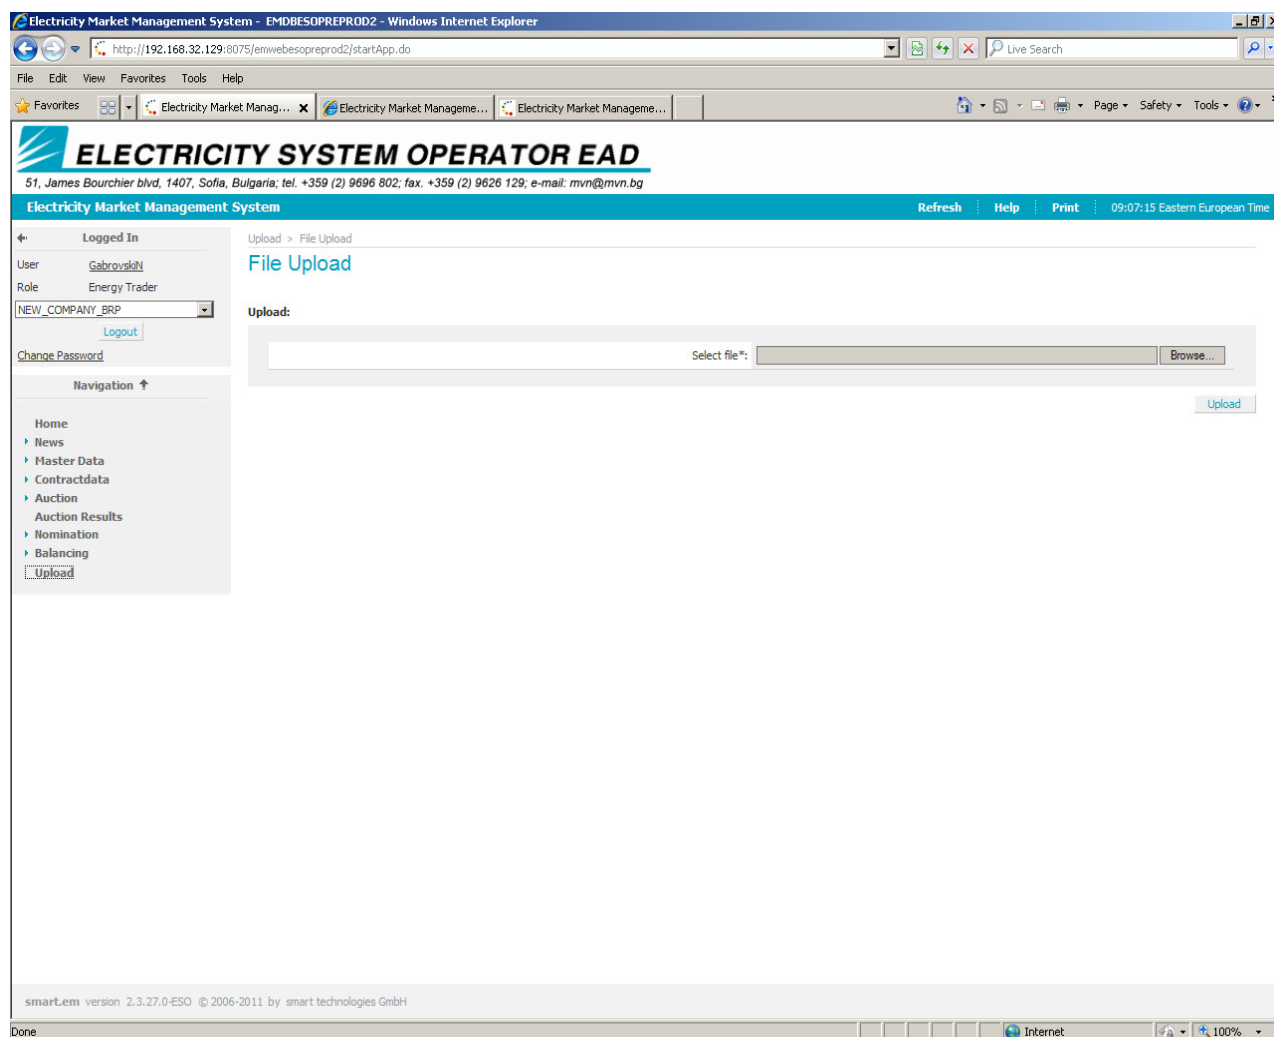 Electricity Market Management System - EMDBESOPREPROD2 - Windows Internet Explorer
http://192.168.32.129:8075/emwebesopreprod2/startApp.do
Live Search
File Edit View Favorites Tools Help
Favorites Electricity Market Manag... Electricity Market Manageme... Electricity Market Manageme... Page Safety Tools
ELECTRICITY SYSTEM OPERATOR EAD
51, James Bourchier blvd, 1407, Sofia, Bulgaria; tel. +359 (2) 9696 802; fax. +359 (2) 9626 129; e-mail: mvn@mvn.bg
Electricity Market Management System Refresh Help Print 09:07:15 Eastern European Time
Logged In
User GabrovskiN
Role Energy Trader
NEW_COMPANY_BRP
Logout
Change Password
Navigation
Home
News
Master Data
Contractdata
Auction
Auction Results
Nomination
Balancing
Upload
Upload > File Upload
File Upload
Upload:
Select file*: Browse...
Upload
smart.em version 2.3.27.0-ESO © 2006-2011 by smart technologies GmbH
Done Internet 100%